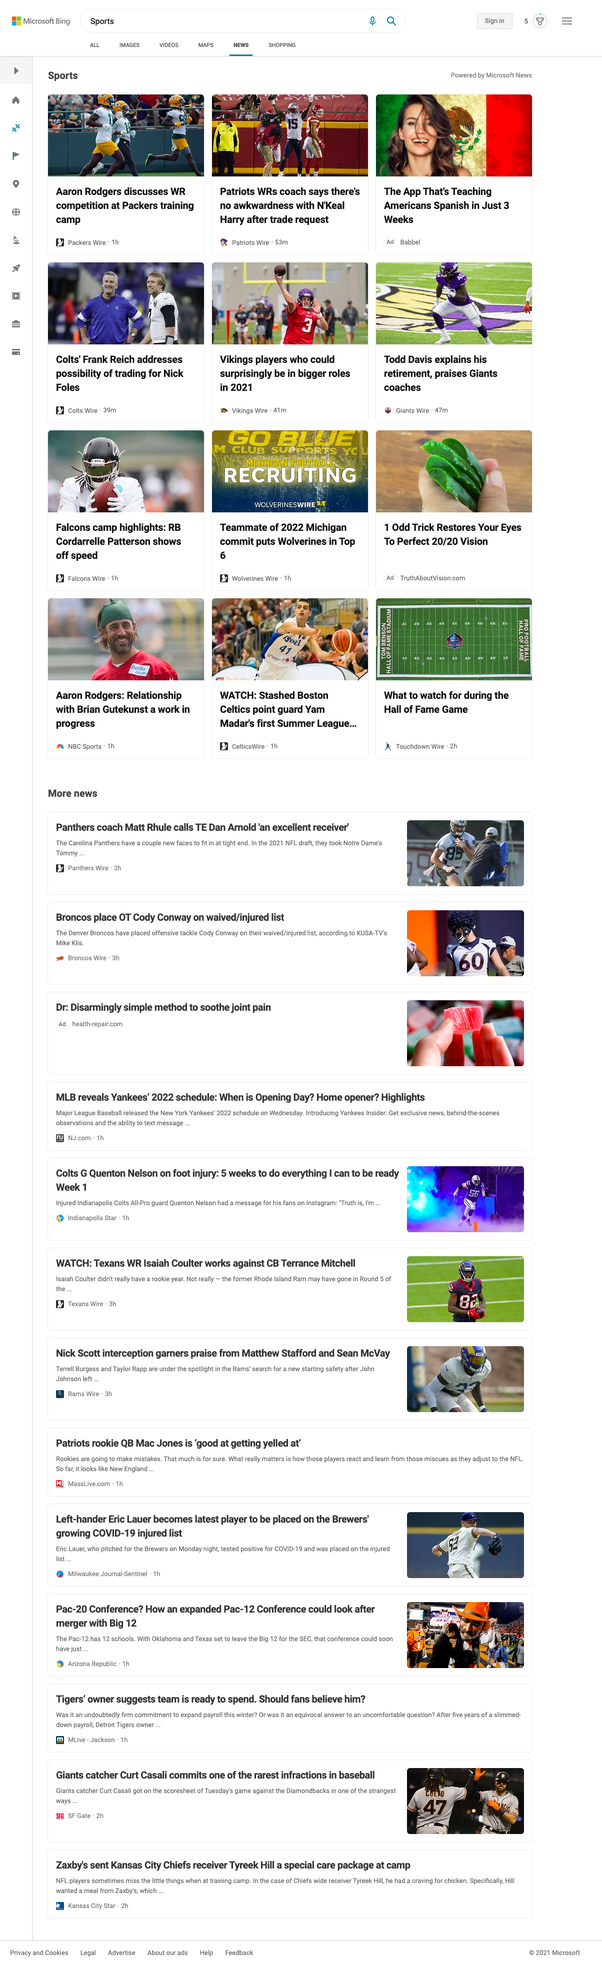 Microsoft Bing
Sports
Sign in
5
ALL
IMAGES
VIDEOS
MAPS
NEWS
SHOPPING
Sports
Powered by Microsoft News
Aaron Rodgers discusses WR
competition at Packers training
camp
Packers Wire · 1h
Patriots WRs coach says there's
no awkwardness with N'Keal
Harry after trade request
Patriots Wire · 53m
The App That's Teaching
Americans Spanish in Just 3
Weeks
Ad Babbel
Colts' Frank Reich addresses
possibility of trading for Nick
Foles
Colts Wire · 39m
3
Vikings players who could
surprisingly be in bigger roles
in 2021
Vikings Wire · 41m
Todd Davis explains his
retirement, praises Giants
coaches
Giants Wire · 47m
Falcons camp highlights: RB
Cordarrelle Patterson shows
off speed
Falcons Wire · 1h
GO BLUE
M CLUB SUPPORTS YO
MICHIGAN FOOTBALL
RECRUITING
WOLVERINESWIRE
Teammate of 2022 Michigan
commit puts Wolverines in Top
6
Wolverines Wire · 1h
1 Odd Trick Restores Your Eyes
To Perfect 20/20 Vision
Ad TruthAboutVision.com
Aaron Rodgers: Relationship
with Brian Gutekunst a work in
progress
NBC Sports · 1h
41
WATCH: Stashed Boston
Celtics point guard Yam
Madar's first Summer League...
CelticsWire · 1h
TOM BENSON
HALL OF FAME STADIUM
PRO FOOTBALL
HALL OF FAME
What to watch for during the
Hall of Fame Game
Touchdown Wire · 2h
More news
Panthers coach Matt Rhule calls TE Dan Arnold 'an excellent receiver'
The Carolina Panthers have a couple new faces to fit in at tight end. In the 2021 NFL draft, they took Notre Dame's
Tommy ...
Panthers Wire · 2h
85
Broncos place OT Cody Conway on waived/injured list
The Denver Broncos have placed offensive tackle Cody Conway on their waived/injured list, according to KUSA-TV's
Mike Klis.
Broncos Wire · 3h
60
Dr: Disarmingly simple method to soothe joint pain
Ad health-repair.com
MLB reveals Yankees' 2022 schedule: When is Opening Day? Home opener? Highlights
Major League Baseball released the New York Yankees' 2022 schedule on Wednesday. Introducing Yankees Insider: Get exclusive news, behind-the-scenes
observations and the ability to text message ...
NJ.com · 1h
Colts G Quenton Nelson on foot injury: 5 weeks to do everything I can to be ready
Week 1
Injured Indianapolis Colts All-Pro guard Quenton Nelson had a message for his fans on Instagram: "Truth is, I'm ...
Indianapolis Star · 1h
WATCH: Texans WR Isaiah Coulter works against CB Terrance Mitchell
Isaiah Coulter didn't really have a rookie year. Not really — the former Rhode Island Ram may have gone in Round 5 of
the ...
Texans Wire · 3h
82
Nick Scott interception garners praise from Matthew Stafford and Sean McVay
Terrell Burgess and Taylor Rapp are under the spotlight in the Rams' search for a new starting safety after John
Johnson left ...
Rams Wire · 3h
Patriots rookie QB Mac Jones is 'good at getting yelled at'
Rookies are going to make mistakes. That much is for sure. What really matters is how those players react and learn from those miscues as they adjust to the NFL.
So far, it looks like New England ...
MassLive.com · 1h
Left-hander Eric Lauer becomes latest player to be placed on the Brewers'
growing COVID-19 injured list
Eric Lauer, who pitched for the Brewers on Monday night, tested positive for COVID-19 and was placed on the injured
list ...
Milwaukee Journal-Sentinel · 1h
52
Pac-20 Conference? How an expanded Pac-12 Conference could look after
merger with Big 12
The Pac-12 has 12 schools. With Oklahoma and Texas set to leave the Big 12 for the SEC, that conference could soon
have just ...
Arizona Republic · 1h
Tigers' owner suggests team is ready to spend. Should fans believe him?
Was it an undoubtedly firm commitment to expand payroll this winter? Or was it an equivocal answer to an uncomfortable question? After five years of a slimmed-
down payroll, Detroit Tigers owner ...
MLive - Jackson · 1h
Giants catcher Curt Casali commits one of the rarest infractions in baseball
Giants catcher Curt Casali got on the scoresheet of Tuesday's game against the Diamondbacks in one of the strangest
ways ...
SF Gate · 2h
CUETO
47
Zaxby's sent Kansas City Chiefs receiver Tyreek Hill a special care package at camp
NFL players sometimes miss the little things when at training camp. In the case of Chiefs wide receiver Tyreek Hill, he had a craving for chicken. Specifically, Hill
wanted a meal from Zaxby's, which ...
Kansas City Star · 2h
Privacy and Cookies
Legal
Advertise
About our ads
Help
Feedback
© 2021 Microsoft